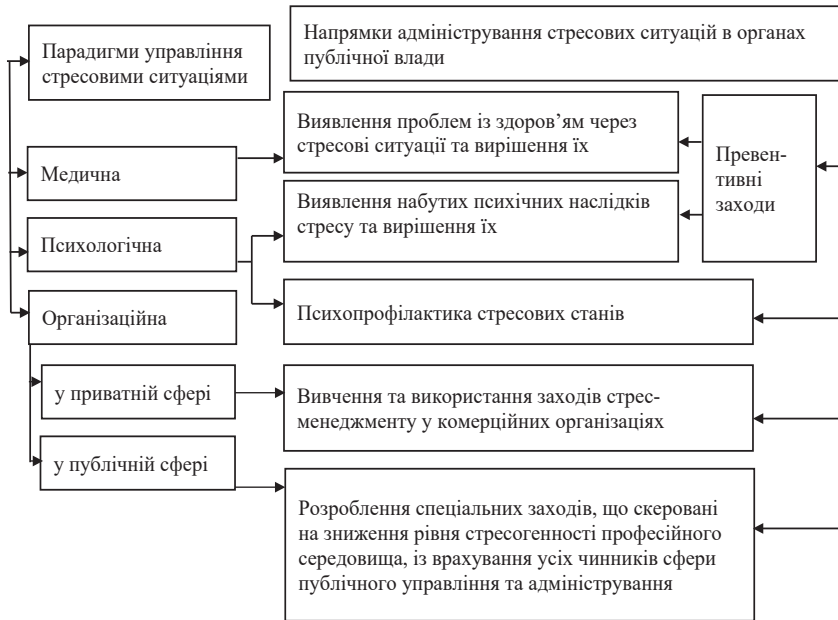 Парадигми управління
стресовими ситуаціями
Напрямки адміністрування стресових ситуацій в органах
публічної влади
Медична
Виявлення проблем із здоров’ям через
стресові ситуації та вирішення їх
Превен-
тивні
заходи
Психологічна
Виявлення набутих психічних наслідків
стресу та вирішення їх
Психопрофілактика стресових станів
Організаційна
у приватній сфері
Вивчення та використання заходів стрес-
менеджменту у комерційних організаціях
у публічній сфері
Розроблення спеціальних заходів, що скеровані
на зниження рівня стресогенності професійного
середовища, із врахування усіх чинників сфери
публічного управління та адміністрування